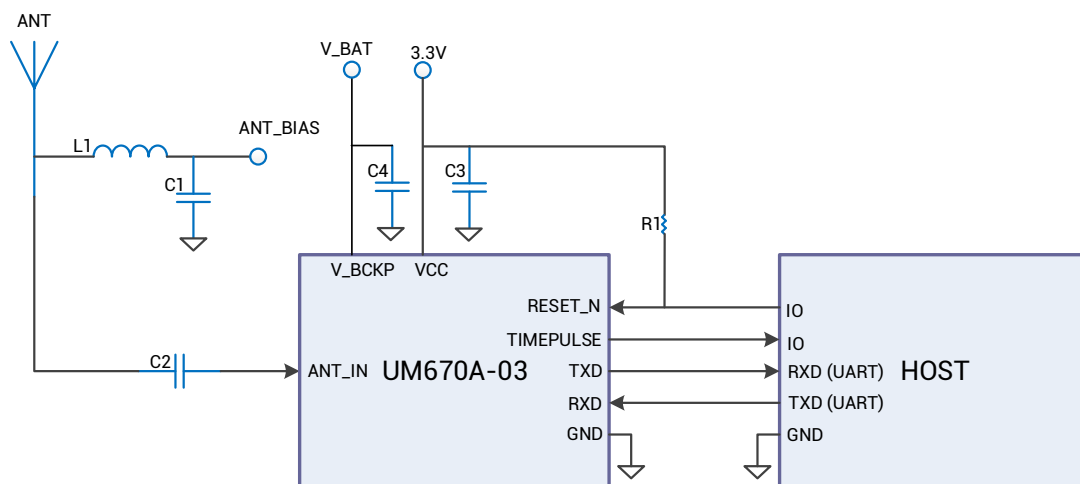 ANT
V_BAT
3.3V
L1
ANT_BIAS
C1
C4
C3
R1
V_BCKP
VCC
RESET_N
IO
TIMEPULSE
IO
C2
ANT_IN
UM670A-03
TXD
RXD (UART)
HOST
RXD
TXD (UART)
GND
GND